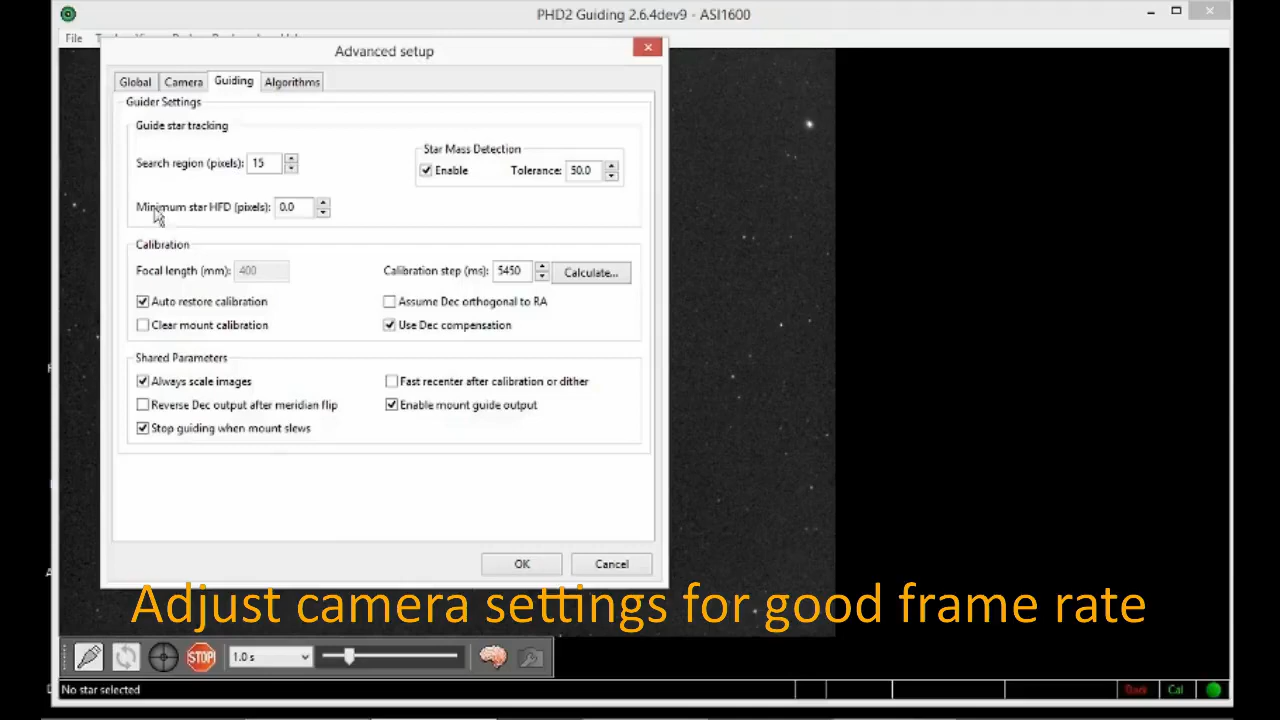 PHD2 Guiding 2.6.4dev9 - ASI1600
File
Advanced setup
Global Camera Guiding Algorithms
Guider Settings
Guide star tracking
Search region (pixels): 15
Star Mass Detection
Enable Tolerance: 50.0
Minimum star HFD (pixels): 0.0
Calibration
Focal length (mm): 400 Calibration step (ms): 5450 Calculate...
Auto restore calibration Assume Dec orthogonal to RA
Clear mount calibration Use Dec compensation
Shared Parameters
Always scale images Fast recenter after calibration or dither
Reverse Dec output after meridian flip Enable mount guide output
Stop guiding when mount slews
OK Cancel
Adjust camera settings for good frame rate
STOP! 1.0 s
No star selected Dark Cal